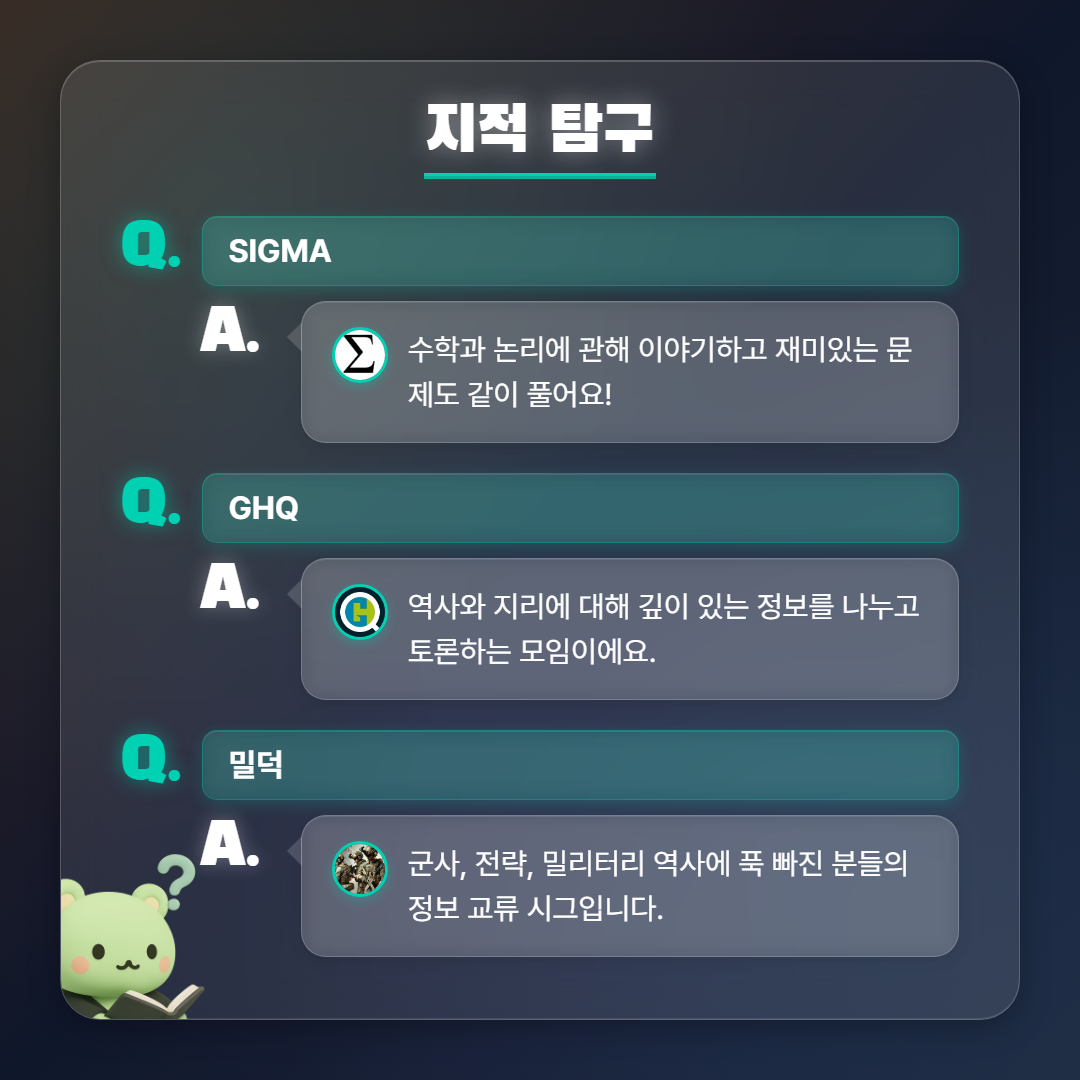 지적 탐구
Q.
SIGMA
A.
Σ
수학과 논리에 관해 이야기하고 재미있는 문
제도 같이 풀어요!
Q.
GHQ
A.
역사와 지리에 대해 깊이 있는 정보를 나누고
토론하는 모임이에요.
Q.
밀덕
A.
군사, 전략, 밀리터리 역사에 푹 빠진 분들의
정보 교류 시그입니다.
?